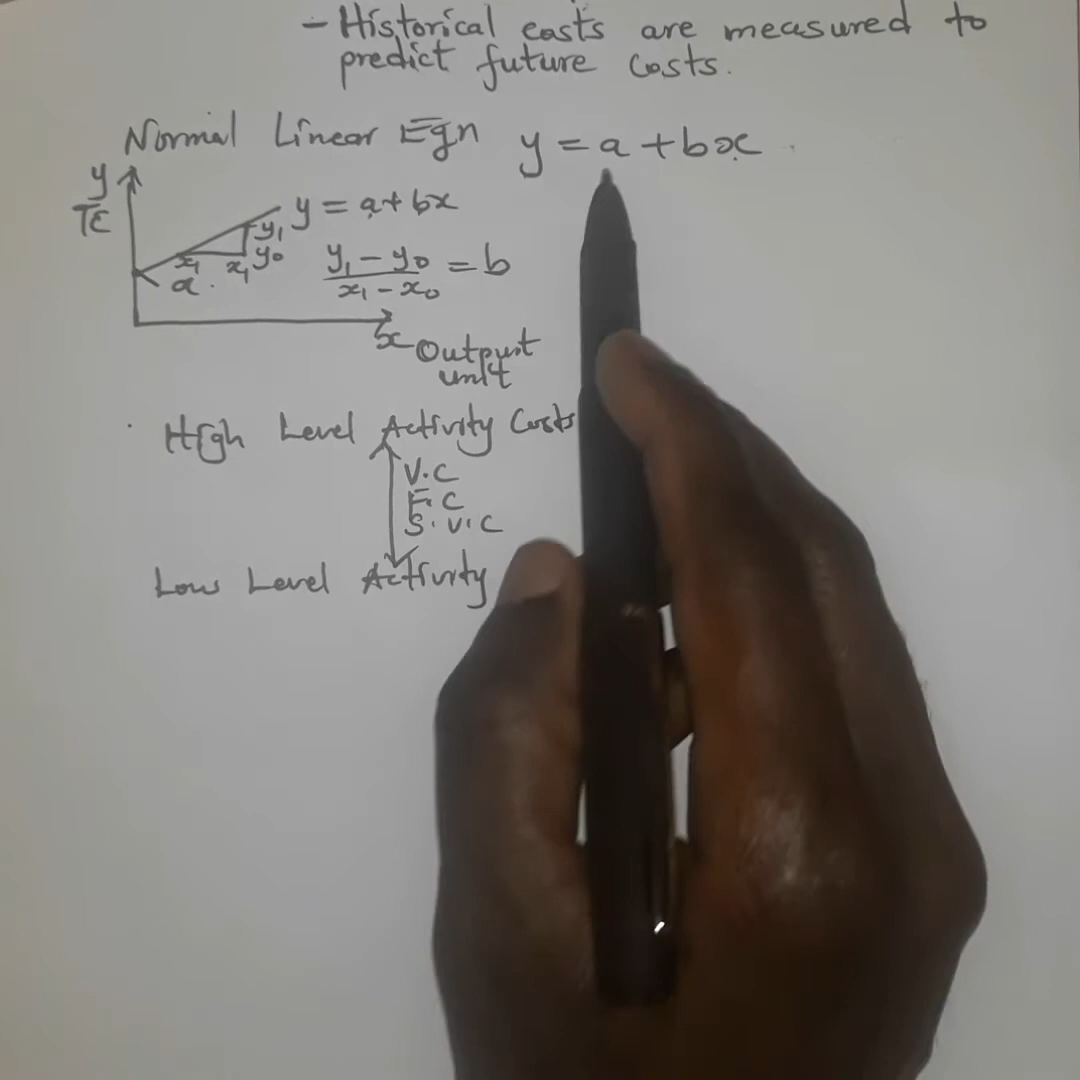 - Historical costs are measured to
predict future costs.
Normal Linear Eqn y = a + bx
y
TC
y = a + bx
y1
x1 x1 y0
a.
y1 - y0 = b
x1 - x0
x Output
unit
High Level Activity Costs
V.C
F.C
S.V.C
Low Level Activity